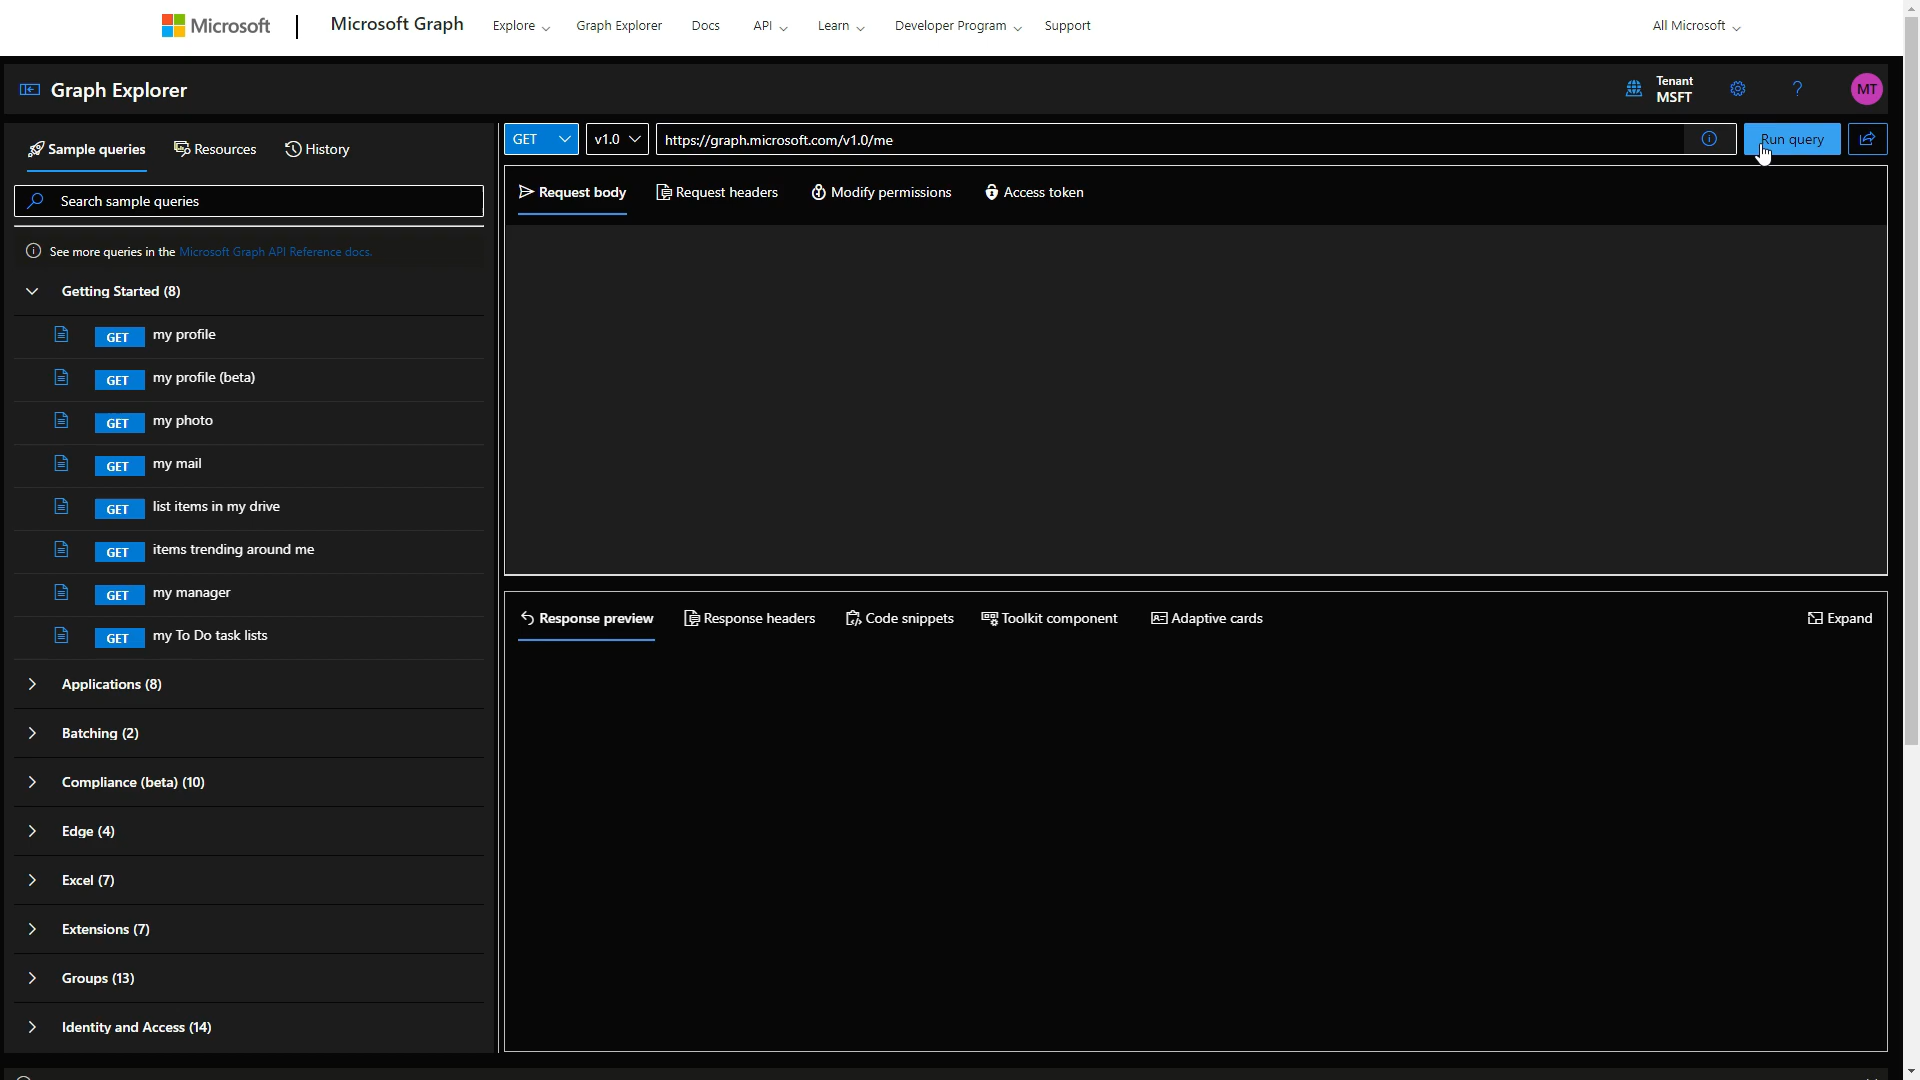 Microsoft
Microsoft Graph
Explore
Graph Explorer
Docs
API
Learn
Developer Program
Support
All Microsoft
Graph Explorer
Tenant
MSFT
?
MT
Sample queries
Resources
History
GET
v1.0
https://graph.microsoft.com/v1.0/me
Run query
Search sample queries
Request body
Request headers
Modify permissions
Access token
See more queries in the Microsoft Graph API Reference docs.
Getting Started (8)
GET my profile
GET my profile (beta)
GET my photo
GET my mail
GET list items in my drive
GET items trending around me
GET my manager
GET my To Do task lists
Applications (8)
Batching (2)
Compliance (beta) (10)
Edge (4)
Excel (7)
Extensions (7)
Groups (13)
Identity and Access (14)
Response preview
Response headers
Code snippets
Toolkit component
Adaptive cards
Expand